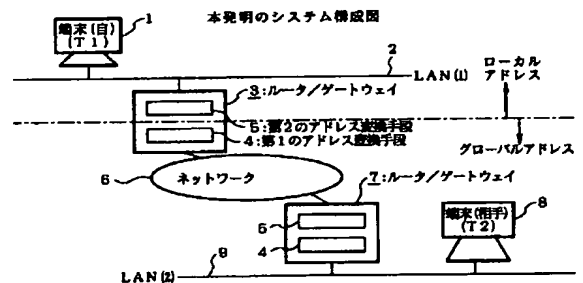 本発明のシステム構成図
端末(自)
(T1)
1
2
LAN(1)
ローカル
アドレス
3:ルータ/ゲートウェイ
5:第2のアドレス変換手段
4:第1のアドレス変換手段
グローバルアドレス
6
ネットワーク
7:ルータ/ゲートウェイ
5
4
端末(相手)
(T2)
8
9
LAN(2)